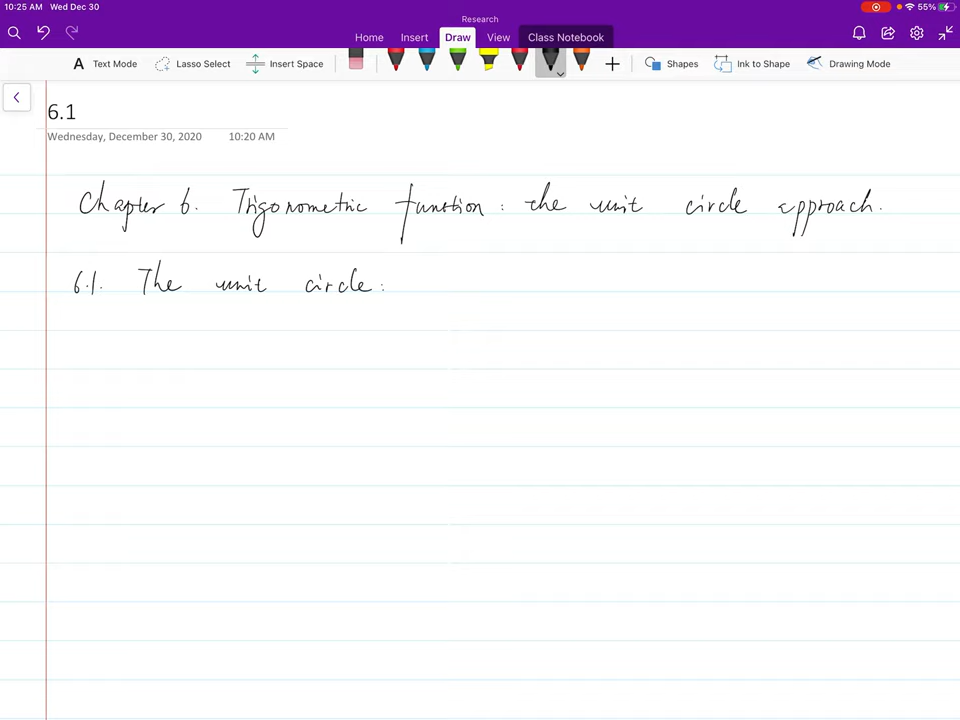 10:25 AM Wed Dec 30
55%
Research
Home Insert Draw View Class Notebook
Text Mode Lasso Select Insert Space Shapes Ink to Shape Drawing Mode
6.1
Wednesday, December 30, 2020 10:20 AM
Chapter 6. Trigonometric function: the unit circle approach.
6.1. The unit circle: